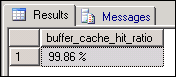 Results Messages
buffer_cache_hit_ratio
1 99.86 %